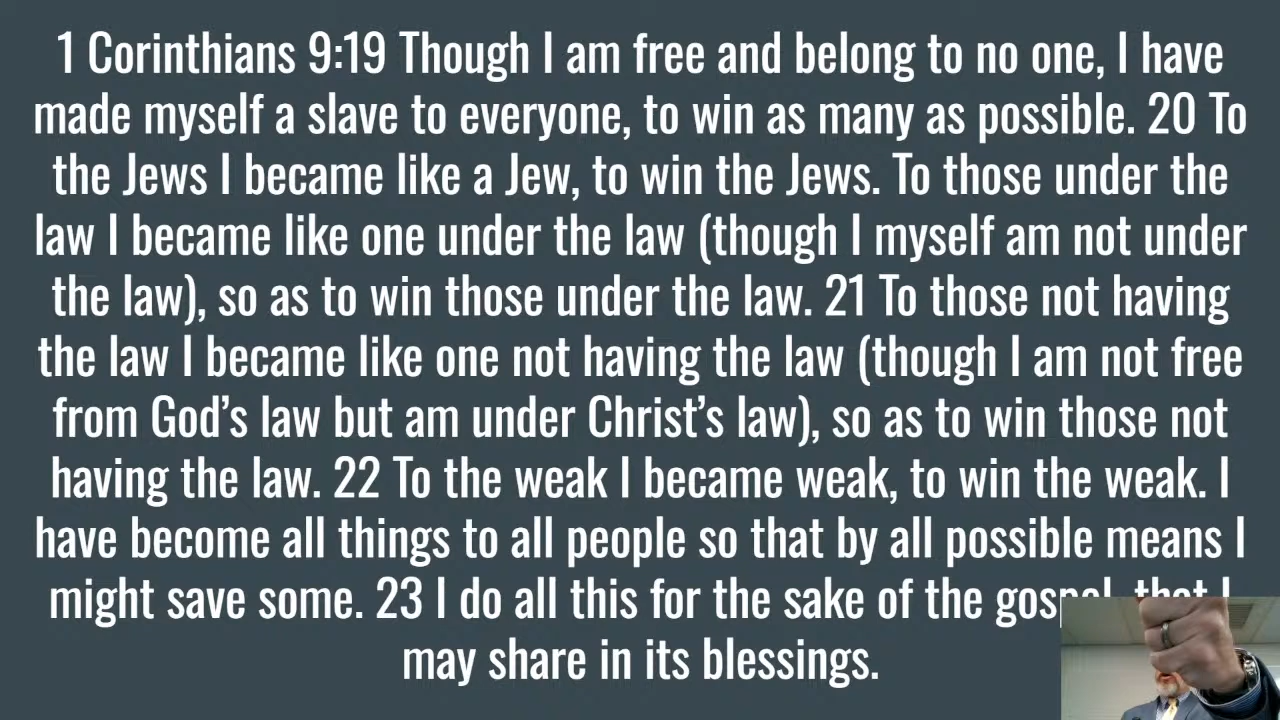 1 Corinthians 9:19 Though I am free and belong to no one, I have
made myself a slave to everyone, to win as many as possible. 20 To
the Jews I became like a Jew, to win the Jews. To those under the
law I became like one under the law (though I myself am not under
the law), so as to win those under the law. 21 To those not having
the law I became like one not having the law (though I am not free
from God’s law but am under Christ’s law), so as to win those not
having the law. 22 To the weak I became weak, to win the weak. I
have become all things to all people so that by all possible means I
might save some. 23 I do all this for the sake of the gospel, that I
may share in its blessings.